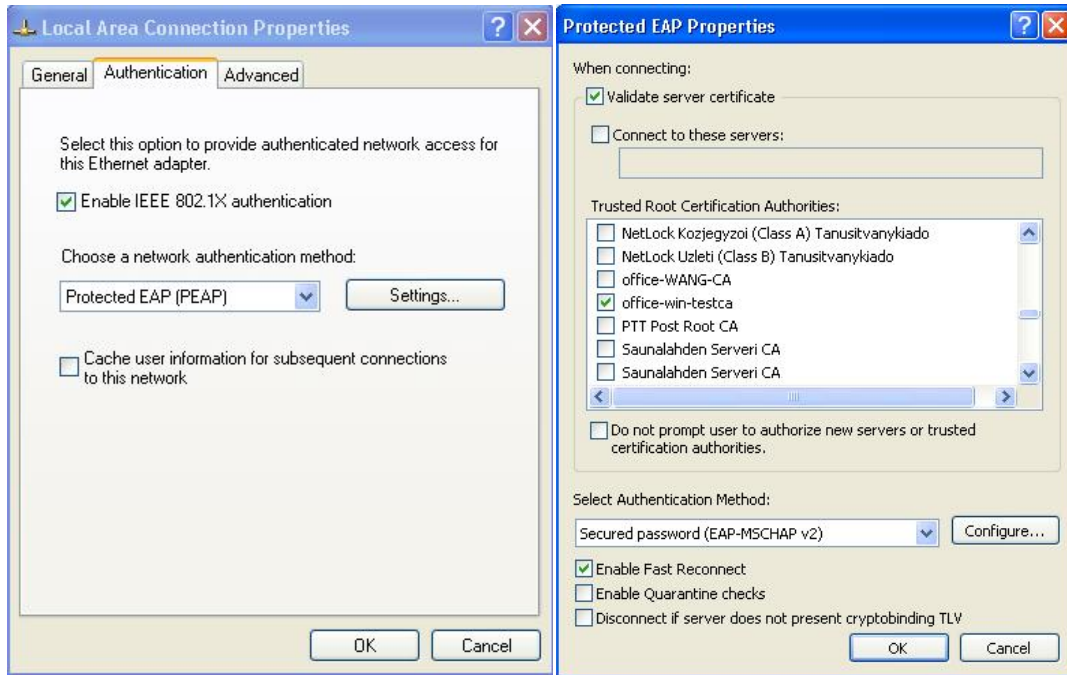 Local Area Connection Properties
General Authentication Advanced
Select this option to provide authenticated network access for
this Ethernet adapter.
Enable IEEE 802.1X authentication
Choose a network authentication method:
Protected EAP (PEAP) Settings...
Cache user information for subsequent connections
to this network
OK Cancel
Protected EAP Properties
When connecting:
Validate server certificate
Connect to these servers:
Trusted Root Certification Authorities:
NetLock Kozjegyzoi (Class A) Tanusitvanykiado
NetLock Uzleti (Class B) Tanusitvanykiado
office-WANG-CA
office-win-testca
PTT Post Root CA
Saunalahden Serveri CA
Saunalahden Serveri CA
Do not prompt user to authorize new servers or trusted
certification authorities.
Select Authentication Method:
Secured password (EAP-MSCHAP v2) Configure...
Enable Fast Reconnect
Enable Quarantine checks
Disconnect if server does not present cryptobinding TLV
OK Cancel